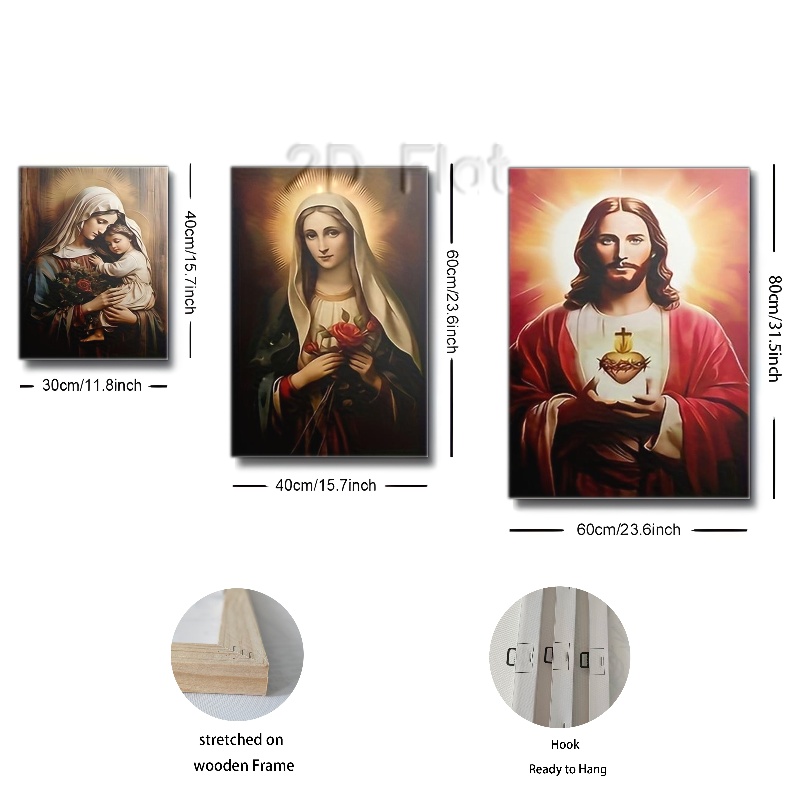 2D Flat
40cm/15.7inch
30cm/11.8inch
60cm/23.6inch
40cm/15.7inch
80cm/31.5inch
60cm/23.6inch
stretched on
wooden Frame
Hook
Ready to Hang